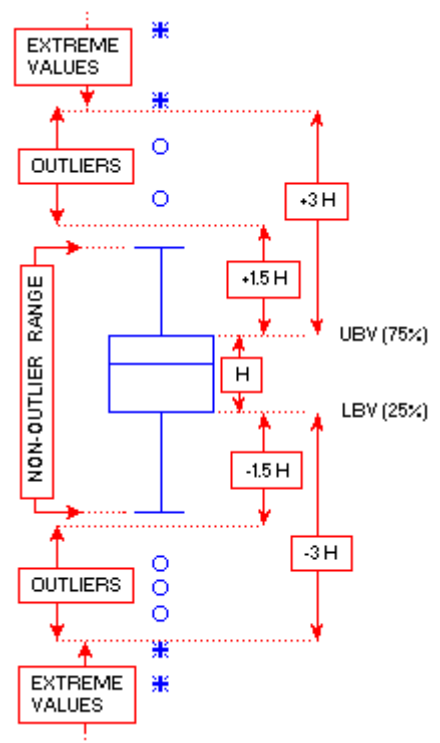 EXTREME
VALUES
OUTLIERS
+3 H
+1.5 H
NON-OUTLIER RANGE
UBV (75%)
H
LBV (25%)
-1.5 H
-3 H
OUTLIERS
EXTREME
VALUES